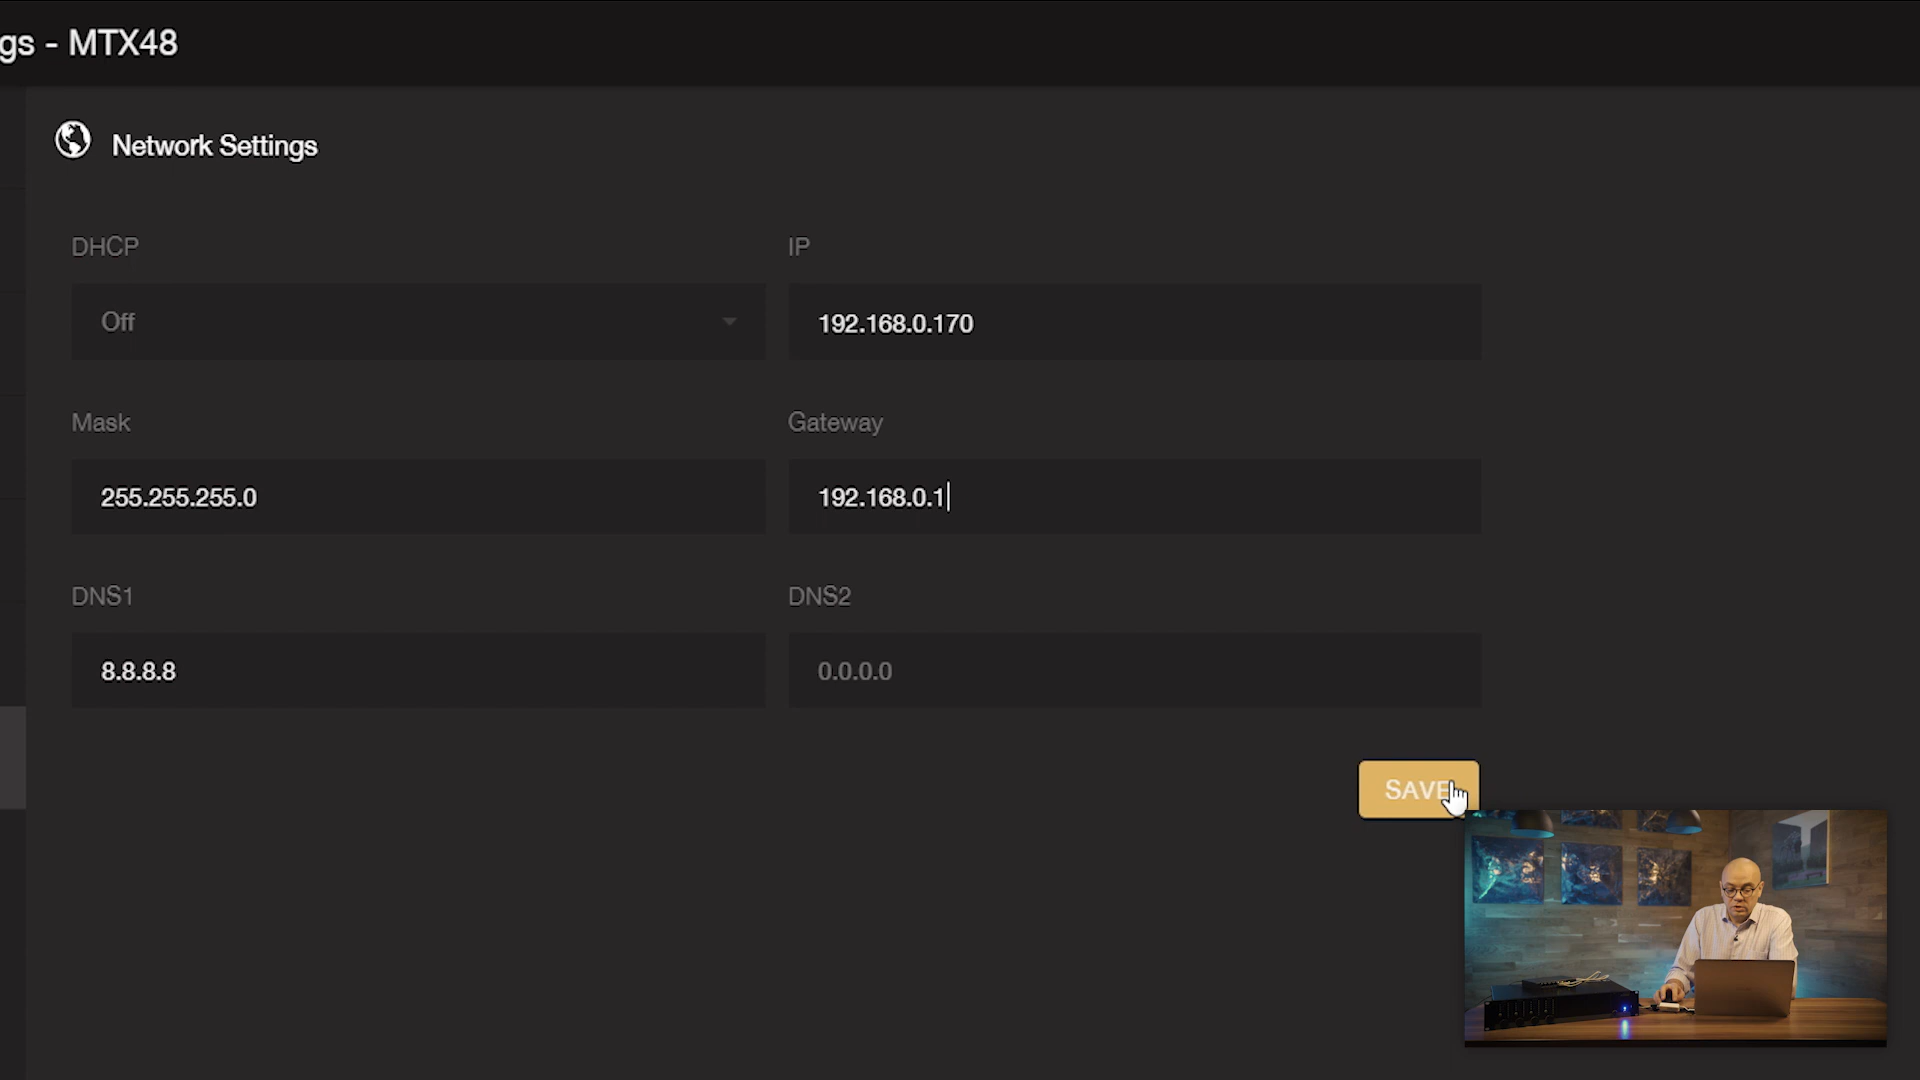 gs - MTX48
Network Settings
DHCP
IP
Off
192.168.0.170
Mask
Gateway
255.255.255.0
192.168.0.1
DNS1
DNS2
8.8.8.8
0.0.0.0
SAVE